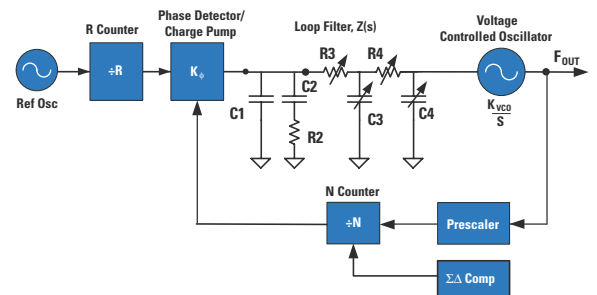 R Counter
Phase Detector/
Charge Pump
Loop Filter, Z(s)
Voltage
Controlled Oscillator
Ref Osc
÷R
Kϕ
R3
R4
C1
C2
R2
C3
C4
FOUT
KVCO
S
N Counter
÷N
Prescaler
ΣΔ Comp